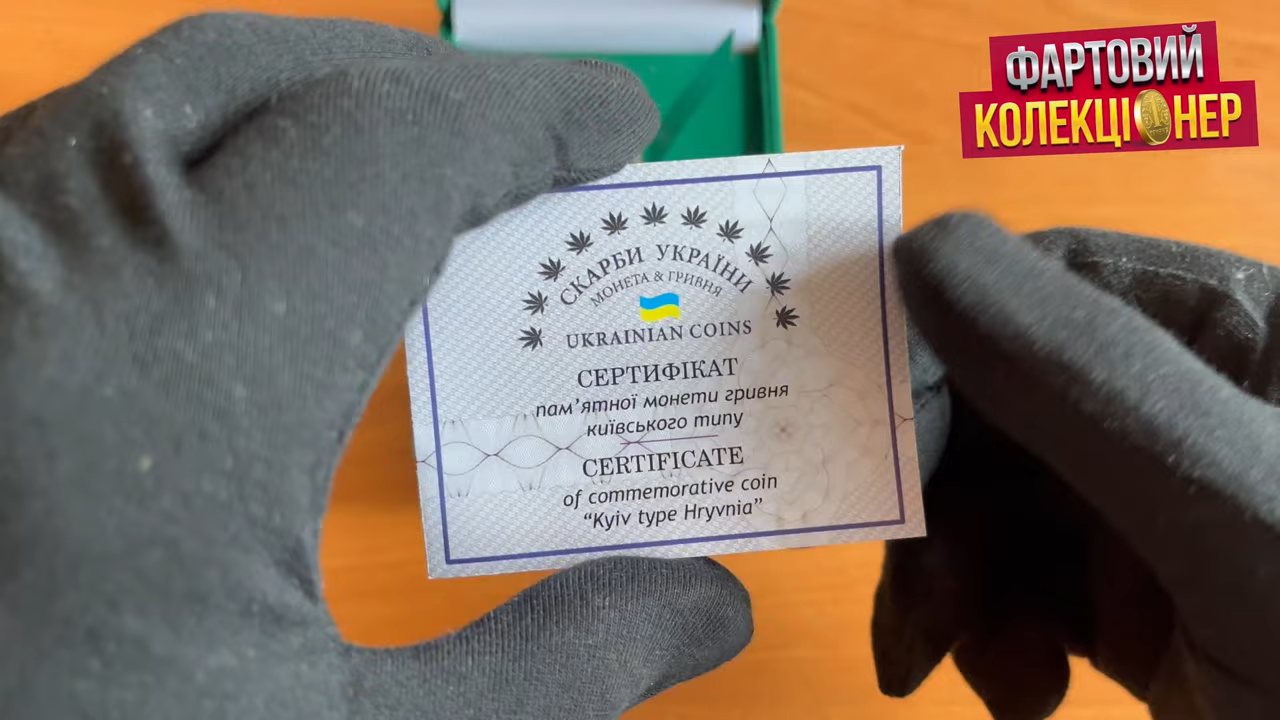 ФАРТОВИЙ
КОЛЕКЦІОНЕР
СКАРБИ УКРАЇНИ
МОНЕТА & ГРИВНЯ
UKRAINIAN COINS
СЕРТИФІКАТ
пам’ятної монети гривня
київського типу
CERTIFICATE
of commemorative coin
“Kyiv type Hryvnia”